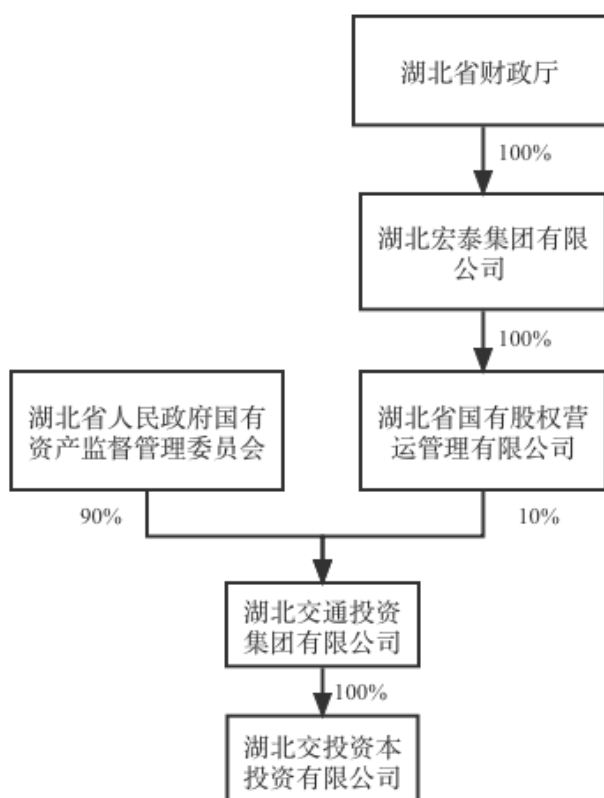 湖北省财政厅
100%
湖北宏泰集团有限
公司
100%
湖北省人民政府国有
资产监督管理委员会
湖北省国有股权营
运管理有限公司
90%
10%
湖北交通投资
集团有限公司
100%
湖北交投资本
投资有限公司